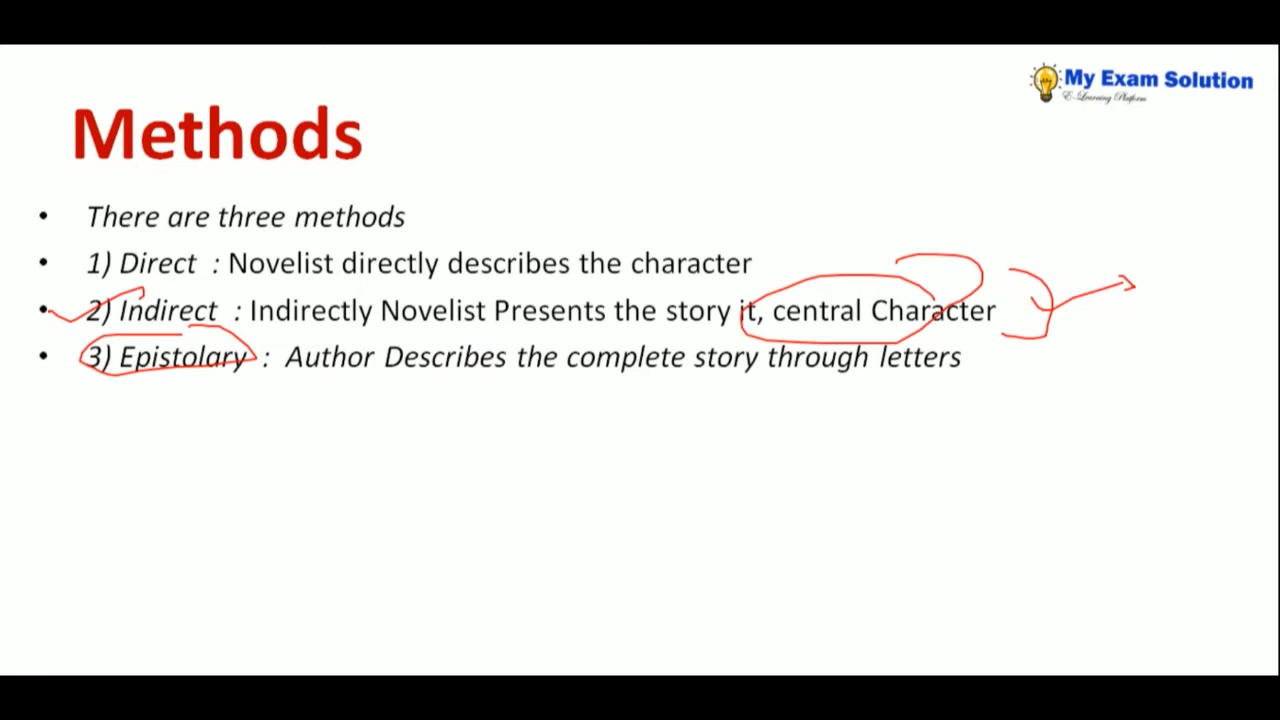 My Exam Solution
E-Learning Platform
Methods
• There are three methods
• 1) Direct : Novelist directly describes the character
• 2) Indirect : Indirectly Novelist Presents the story it, central Character
• 3) Epistolary : Author Describes the complete story through letters